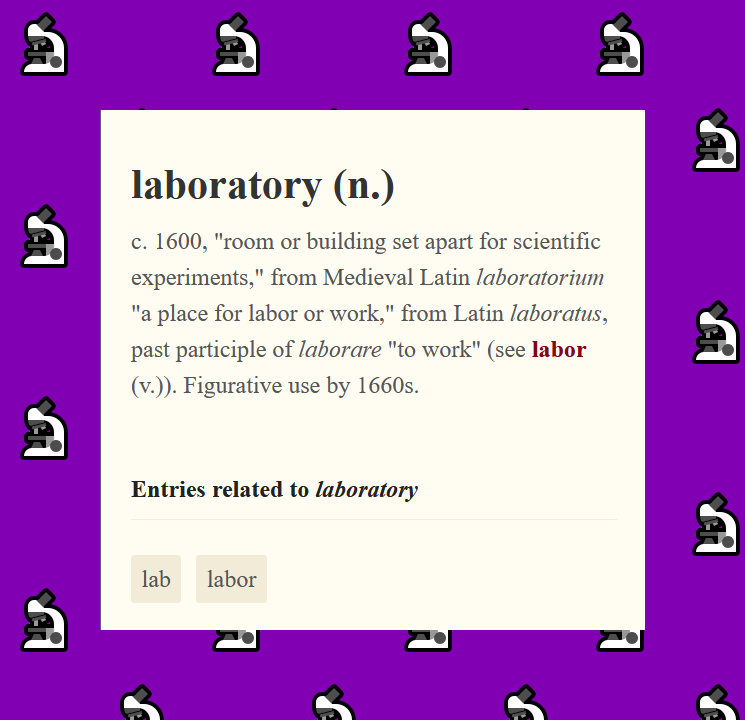 laboratory (n.)
c. 1600, "room or building set apart for scientific
experiments," from Medieval Latin laboratorium
"a place for labor or work," from Latin laboratus,
past participle of laborare "to work" (see labor
(v.)). Figurative use by 1660s.
Entries related to laboratory
lab labor